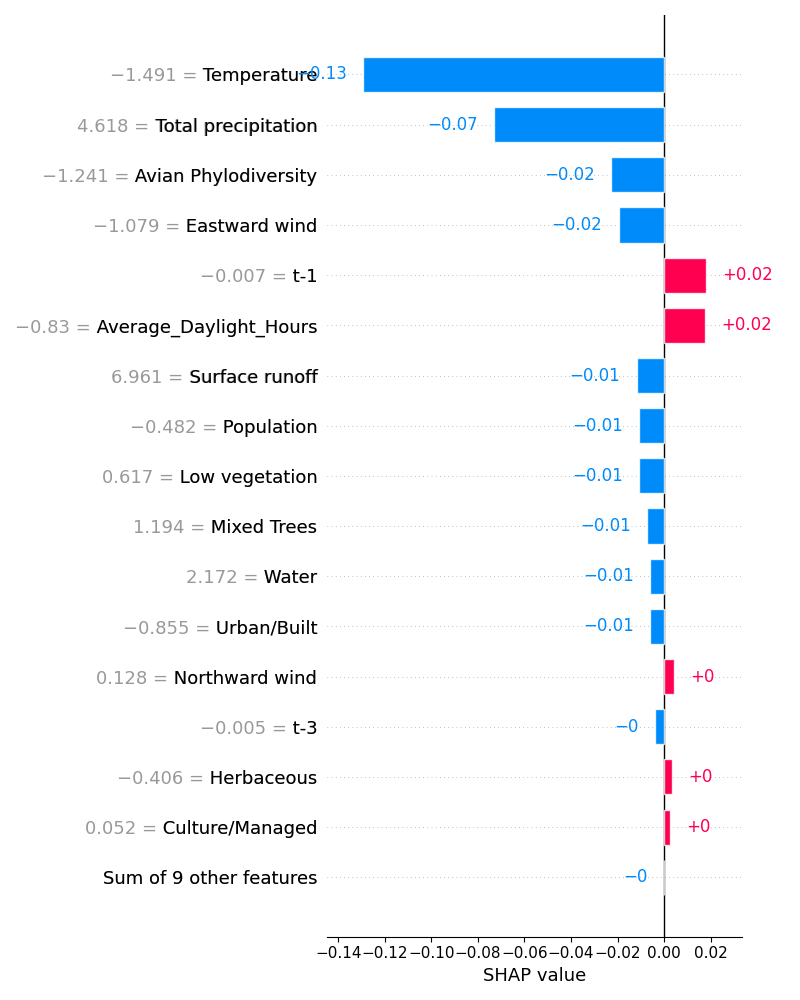 −1.491 = Temperature −0.13
4.618 = Total precipitation −0.07
−1.241 = Avian Phylodiversity −0.02
−1.079 = Eastward wind −0.02
−0.007 = t-1 +0.02
−0.83 = Average_Daylight_Hours +0.02
6.961 = Surface runoff −0.01
−0.482 = Population −0.01
0.617 = Low vegetation −0.01
1.194 = Mixed Trees −0.01
2.172 = Water −0.01
−0.855 = Urban/Built −0.01
0.128 = Northward wind +0
−0.005 = t-3 −0
−0.406 = Herbaceous +0
0.052 = Culture/Managed +0
Sum of 9 other features −0
−0.14 −0.12 −0.10 −0.08 −0.06 −0.04 −0.02 0.00 0.02
SHAP value